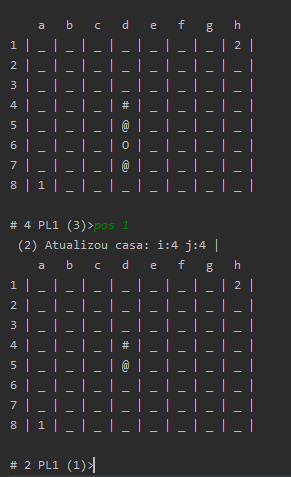 a b c d e f g h
1 | _ | _ | _ | _ | _ | _ | _ | 2 |
2 | _ | _ | _ | _ | _ | _ | _ | _ |
3 | _ | _ | _ | _ | _ | _ | _ | _ |
4 | _ | _ | _ | # | _ | _ | _ | _ |
5 | _ | _ | _ | @ | _ | _ | _ | _ |
6 | _ | _ | _ | O | _ | _ | _ | _ |
7 | _ | _ | _ | @ | _ | _ | _ | _ |
8 | 1 | _ | _ | _ | _ | _ | _ | _ |
# 4 PL1 (3)>pos 1
(2) Atualizou casa: i:4 j:4 |
a b c d e f g h
1 | _ | _ | _ | _ | _ | _ | _ | 2 |
2 | _ | _ | _ | _ | _ | _ | _ | _ |
3 | _ | _ | _ | _ | _ | _ | _ | _ |
4 | _ | _ | _ | # | _ | _ | _ | _ |
5 | _ | _ | _ | @ | _ | _ | _ | _ |
6 | _ | _ | _ | _ | _ | _ | _ | _ |
7 | _ | _ | _ | _ | _ | _ | _ | _ |
8 | 1 | _ | _ | _ | _ | _ | _ | _ |
# 2 PL1 (1)>